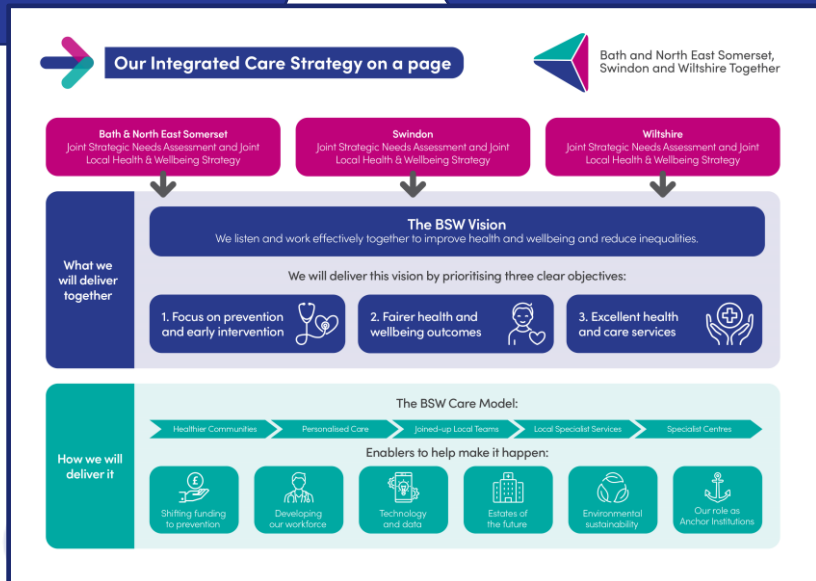 Our Integrated Care Strategy on a page
Bath and North East Somerset,
Swindon and Wiltshire Together
Bath & North East Somerset
Joint Strategic Needs Assessment and Joint
Local Health & Wellbeing Strategy
Swindon
Joint Strategic Needs Assessment and Joint
Local Health & Wellbeing Strategy
Wiltshire
Joint Strategic Needs Assessment and Joint
Local Health & Wellbeing Strategy
What we
will deliver
together
The BSW Vision
We listen and work effectively together to improve health and wellbeing and reduce inequalities.
We will deliver this vision by prioritising three clear objectives:
1. Focus on prevention
and early intervention
2. Fairer health and
wellbeing outcomes
3. Excellent health
and care services
How we will
deliver it
The BSW Care Model:
Healthier Communities
Personalised Care
Joined-up Local Teams
Local Specialist Services
Specialist Centres
Enablers to help make it happen:
£
Shifting funding
to prevention
Developing
our workforce
Technology
and data
Estates of
the future
Environmental
sustainability
Our role as
Anchor Institutions